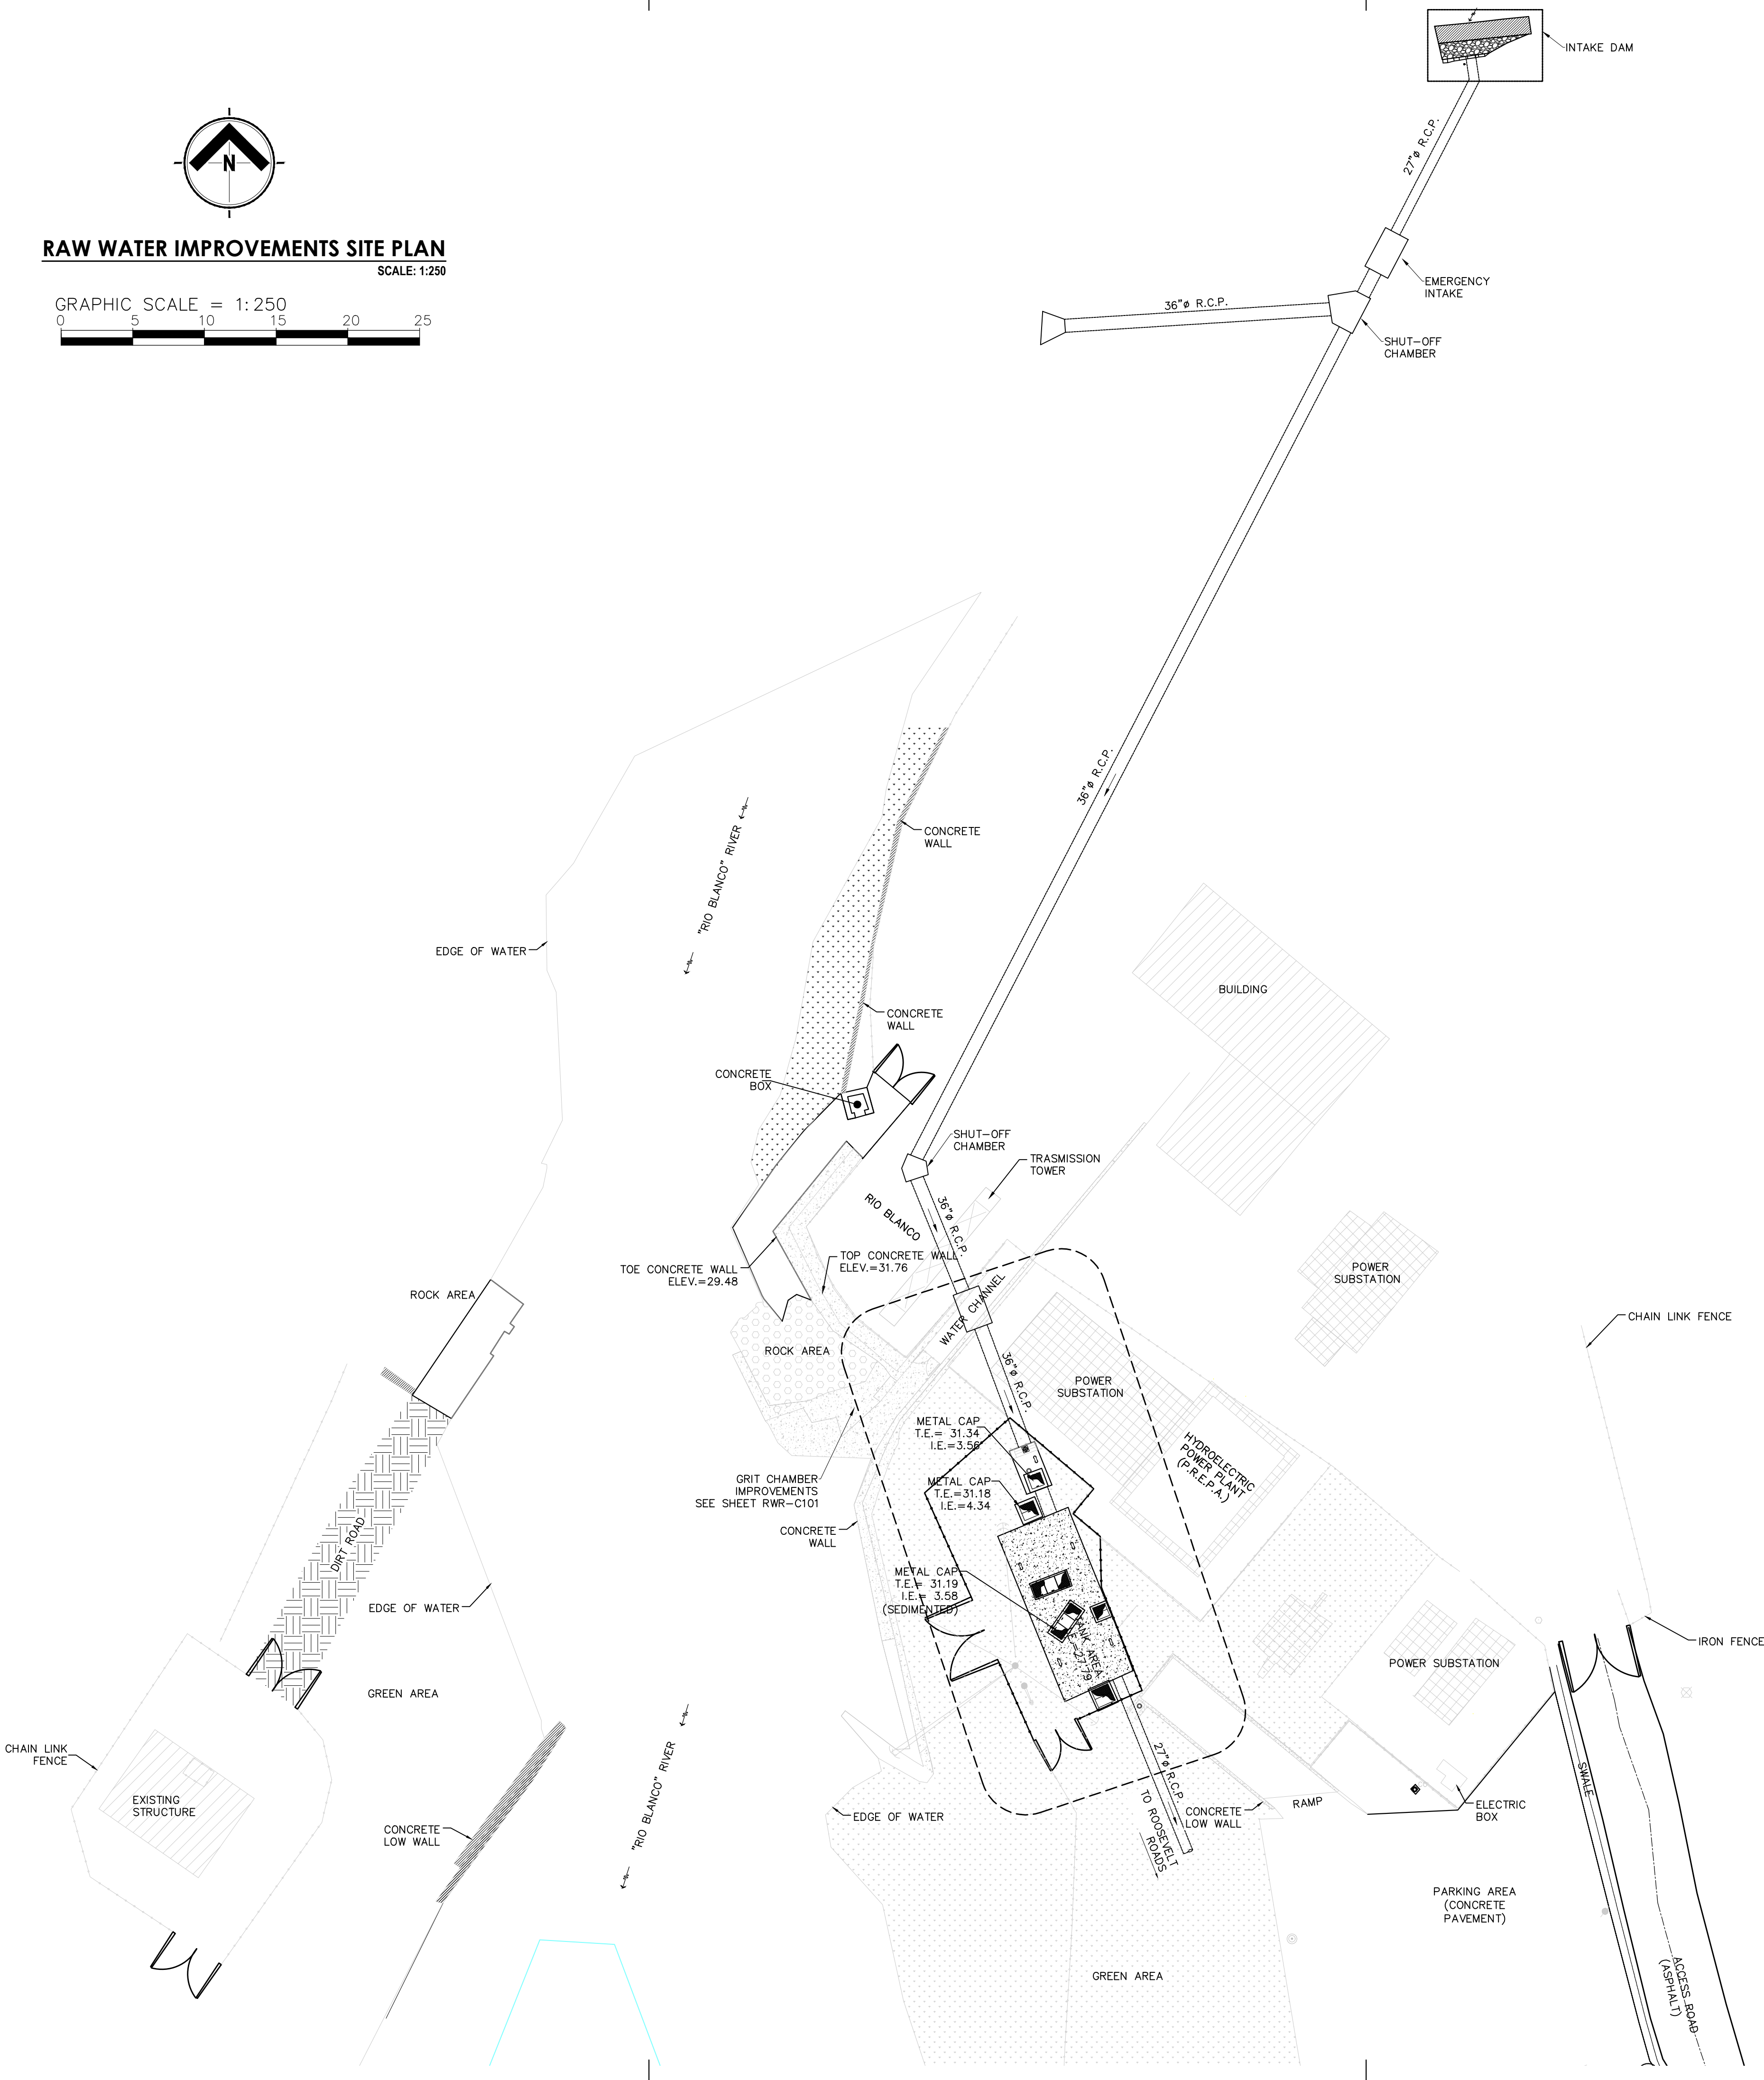 INTAKE DAM
27"ø R.C.P.
N
RAW WATER IMPROVEMENTS SITE PLAN
SCALE: 1:250
GRAPHIC SCALE = 1:250
0 5 10 15 20 25
EMERGENCY
INTAKE
36"ø R.C.P.
SHUT-OFF
CHAMBER
36"ø R.C.P.
CONCRETE
WALL
"RIO BLANCO" RIVER
EDGE OF WATER
BUILDING
CONCRETE
WALL
CONCRETE
BOX
SHUT-OFF
CHAMBER
TRASMISSION
TOWER
RIO BLANCO
36"ø R.C.P.
TOP CONCRETE WALL
ELEV.=31.76
TOE CONCRETE WALL
ELEV.=29.48
POWER
SUBSTATION
ROCK AREA
WATER CHANNEL
CHAIN LINK FENCE
ROCK AREA
36"ø R.C.P.
POWER
SUBSTATION
METAL CAP
T.E.= 31.34
I.E.=3.56
HYDROELECTRIC
POWER PLANT
(P.R.E.P.A.)
GRIT CHAMBER
IMPROVEMENTS
SEE SHEET RWR-C101
METAL CAP
T.E.=31.18
I.E.=4.34
CONCRETE
WALL
DIRT ROAD
METAL CAP
T.E.= 31.19
I.E.= 3.58
(SEDIMENTED)
EDGE OF WATER
TANK AREA
E=27.79
IRON FENCE
POWER SUBSTATION
GREEN AREA
CHAIN LINK
FENCE
"RIO BLANCO" RIVER
27"ø R.C.P.
SWALE
EXISTING
STRUCTURE
CONCRETE
LOW WALL
EDGE OF WATER
TO ROOSEVELT
ROADS
CONCRETE
LOW WALL
RAMP
ELECTRIC
BOX
PARKING AREA
(CONCRETE
PAVEMENT)
GREEN AREA
ACCESS ROAD
(ASPHALT)